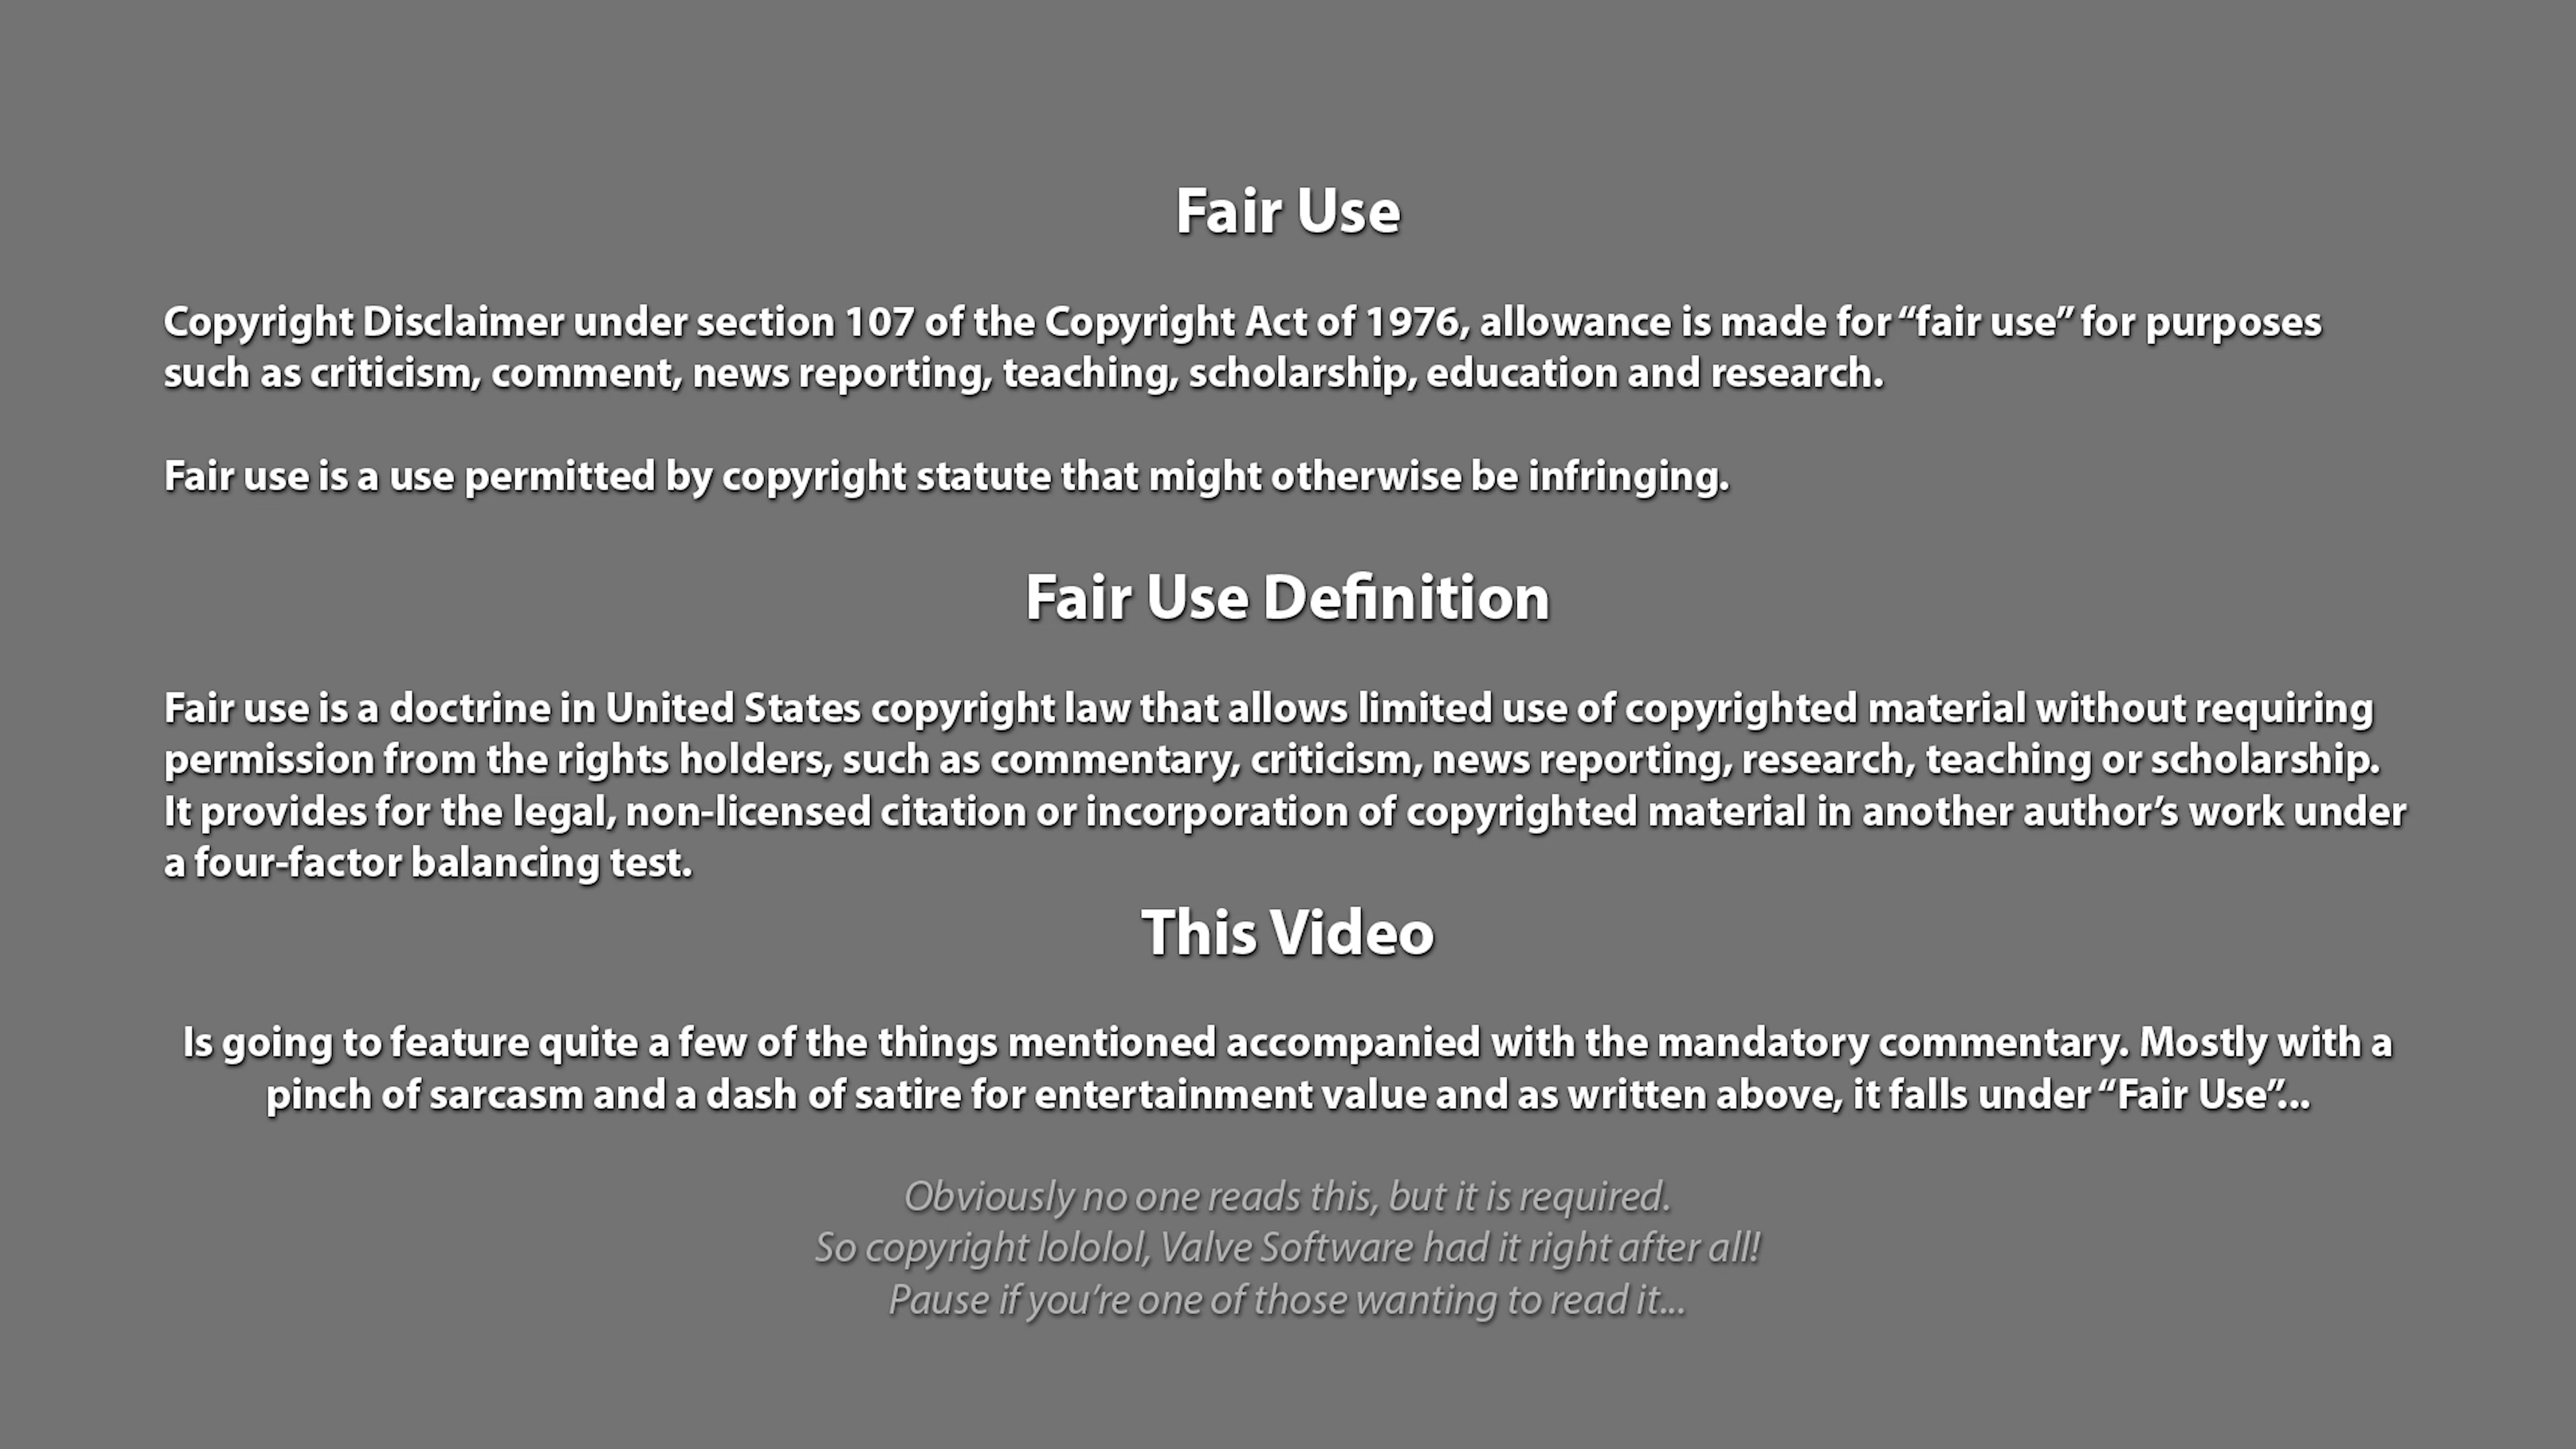 Fair Use
Copyright Disclaimer under section 107 of the Copyright Act of 1976, allowance is made for “fair use” for purposes
such as criticism, comment, news reporting, teaching, scholarship, education and research.
Fair use is a use permitted by copyright statute that might otherwise be infringing.
Fair Use Definition
Fair use is a doctrine in United States copyright law that allows limited use of copyrighted material without requiring
permission from the rights holders, such as commentary, criticism, news reporting, research, teaching or scholarship.
It provides for the legal, non-licensed citation or incorporation of copyrighted material in another author’s work under
a four-factor balancing test.
This Video
Is going to feature quite a few of the things mentioned accompanied with the mandatory commentary. Mostly with a
pinch of sarcasm and a dash of satire for entertainment value and as written above, it falls under “Fair Use”...
Obviously no one reads this, but it is required.
So copyright lololol, Valve Software had it right after all!
Pause if you’re one of those wanting to read it...